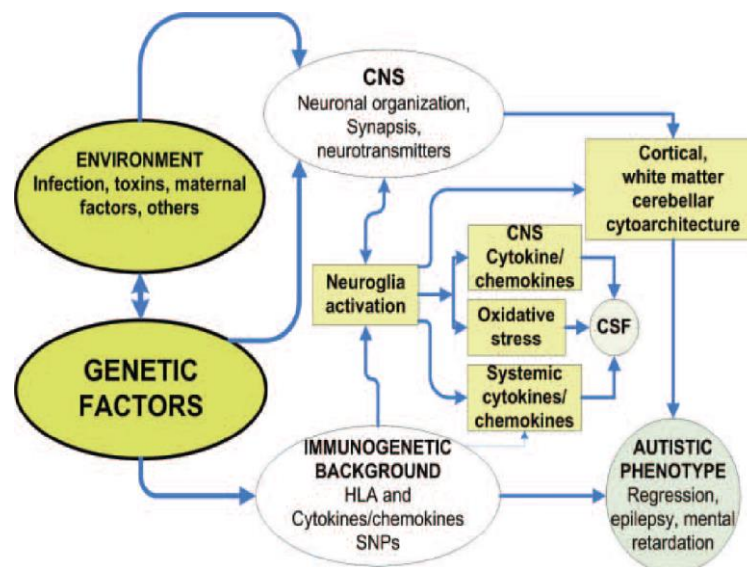 CNS
Neuronal organization,
Synapsis,
neurotransmitters
ENVIRONMENT
Infection, toxins, maternal
factors, others
Cortical,
white matter
cerebellar
cytoarchitecture
CNS
Cytokine/
chemokines
Neuroglia
activation
Oxidative
stress
CSF
GENETIC
FACTORS
Systemic
cytokines/
chemokines
IMMUNOGENETIC
BACKGROUND
HLA and
Cytokines/chemokines
SNPs
AUTISTIC
PHENOTYPE
Regression,
epilepsy, mental
retardation